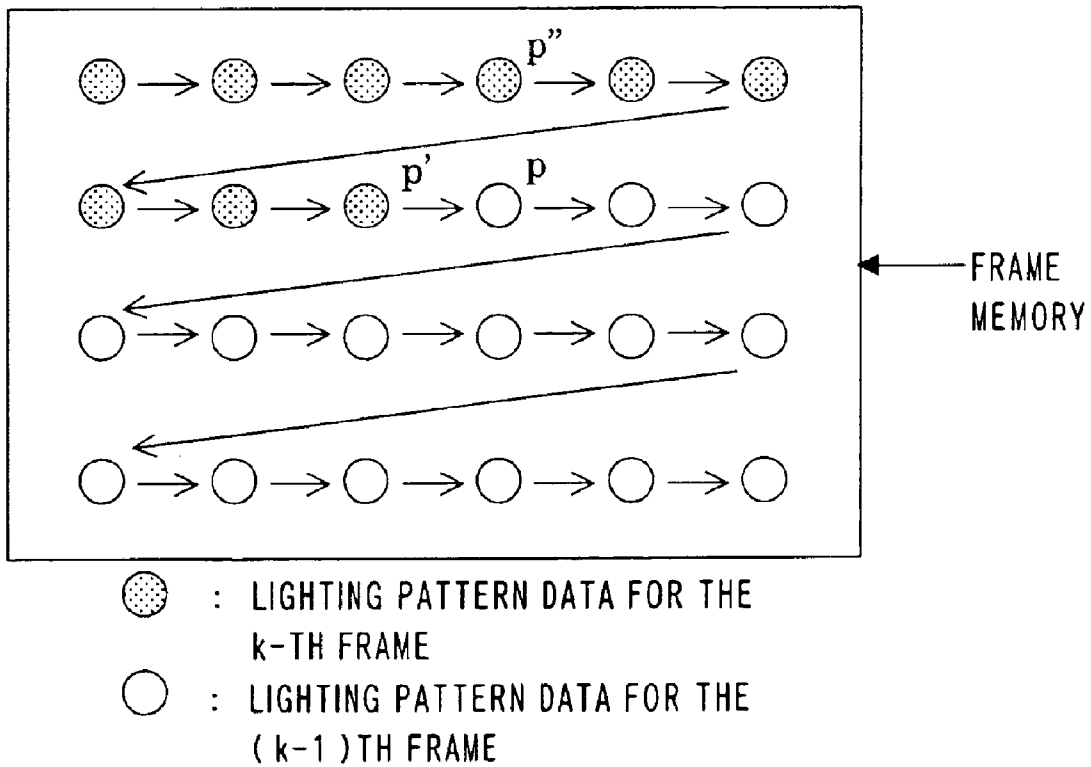 p”
p' p
FRAME
MEMORY
: LIGHTING PATTERN DATA FOR THE
k-TH FRAME
: LIGHTING PATTERN DATA FOR THE
(k-1)TH FRAME